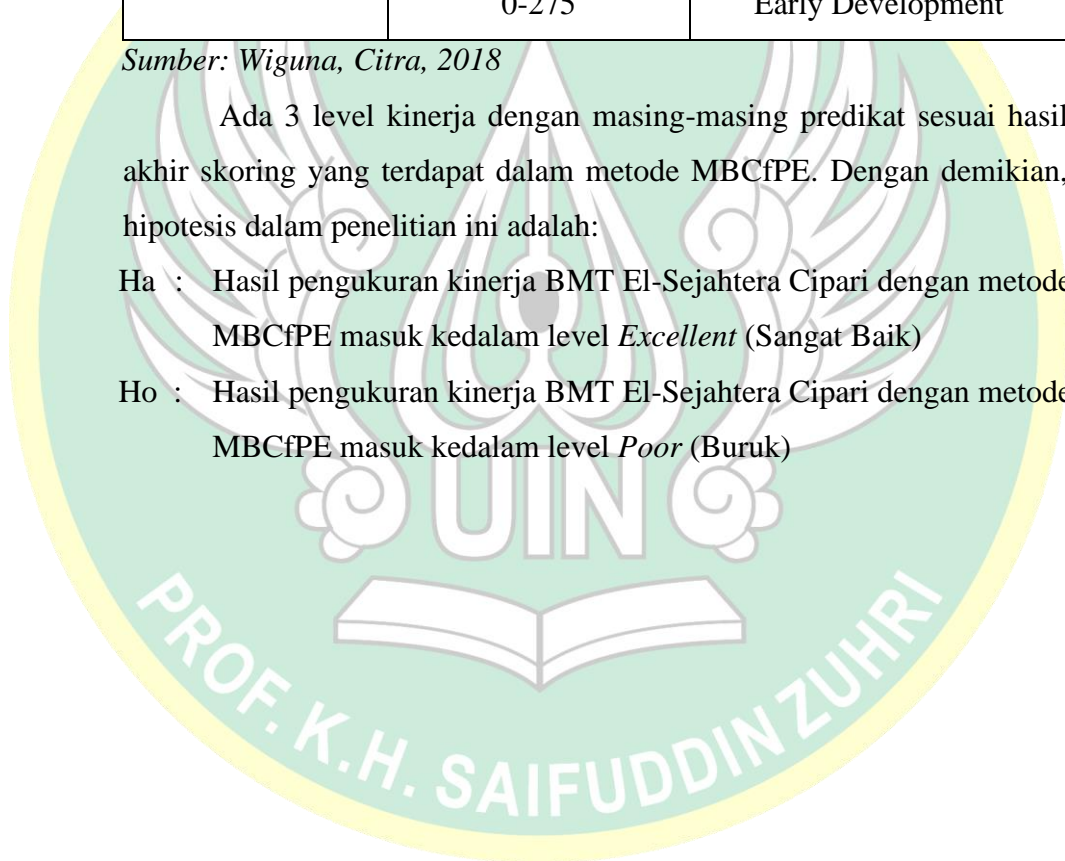 0-275 Early Development
Sumber: Wiguna, Citra, 2018
Ada 3 level kinerja dengan masing-masing predikat sesuai hasil
akhir skoring yang terdapat dalam metode MBCfPE. Dengan demikian,
hipotesis dalam penelitian ini adalah:
Ha : Hasil pengukuran kinerja BMT El-Sejahtera Cipari dengan metode
MBCfPE masuk kedalam level Excellent (Sangat Baik)
Ho : Hasil pengukuran kinerja BMT El-Sejahtera Cipari dengan metode
MBCfPE masuk kedalam level Poor (Buruk)
UIN
PROF. K.H. SAIFUDDIN ZUHRI